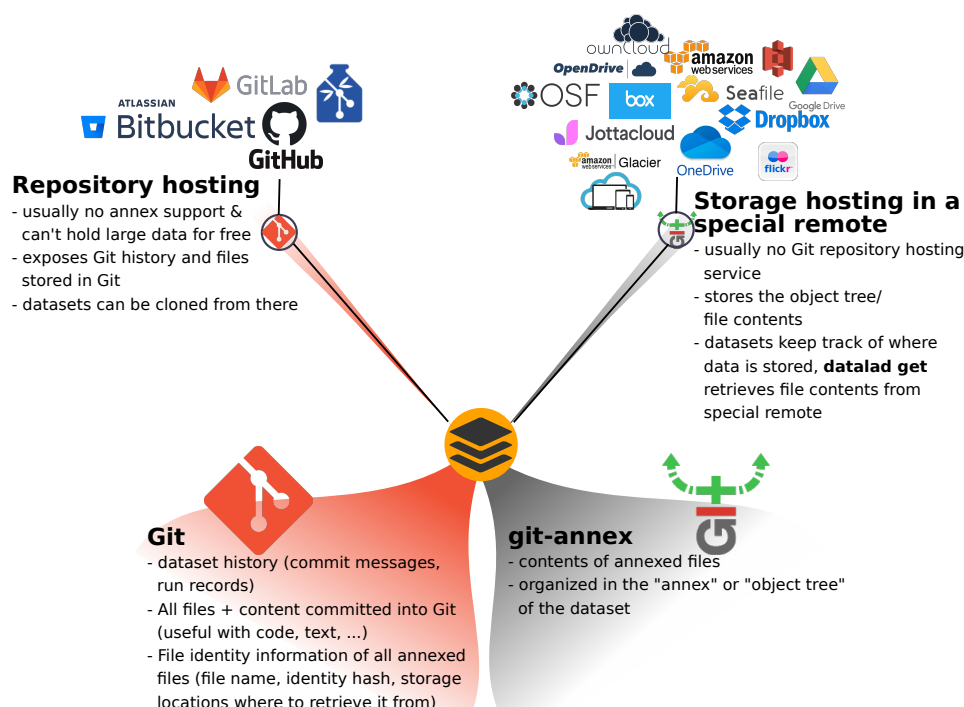 GitLab
ATLASSIAN
Bitbucket
GitHub
Repository hosting
- usually no annex support &
can't hold large data for free
- exposes Git history and files
stored in Git
- datasets can be cloned from there
ownCloud
OpenDrive
amazon
webservices
OSF
box
Seafile
Google Drive
Dropbox
Jottacloud
amazon
webservices
Glacier
OneDrive
flickr
Storage hosting in a
special remote
- usually no Git repository hosting
service
- stores the object tree/
file contents
- datasets keep track of where
data is stored, datalad get
retrieves file contents from
special remote
GIT
Git
- dataset history (commit messages,
run records)
- All files + content committed into Git
(useful with code, text, ...)
- File identity information of all annexed
files (file name, identity hash, storage
locations where to retrieve it from)
GIT
git-annex
- contents of annexed files
- organized in the "annex" or "object tree"
of the dataset